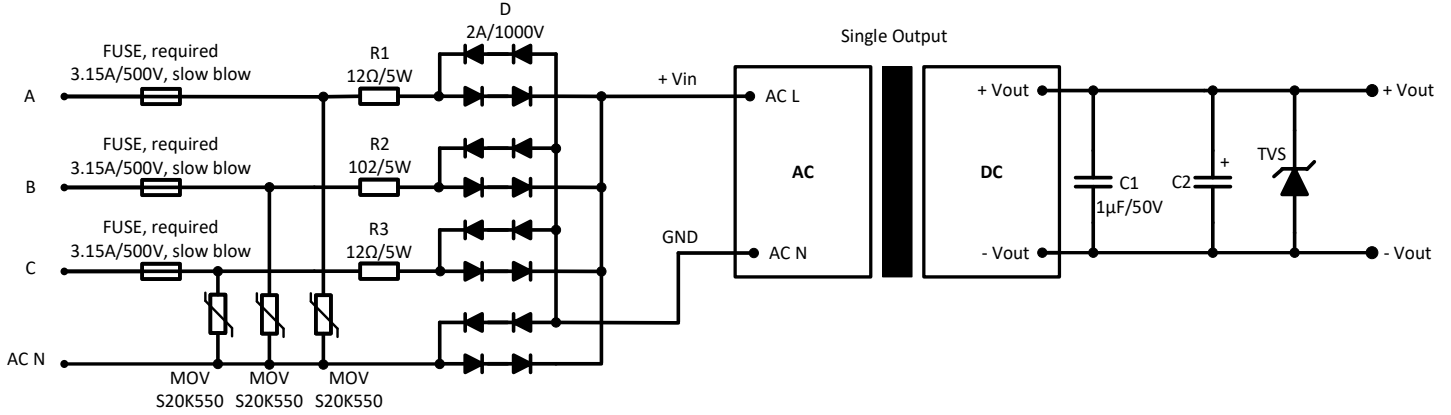 D
2A/1000V
FUSE, required
3.15A/500V, slow blow
R1
12Ω/5W
A
FUSE, required
3.15A/500V, slow blow
R2
102/5W
B
FUSE, required
3.15A/500V, slow blow
R3
12Ω/5W
C
AC N
MOV
S20K550
MOV
S20K550
MOV
S20K550
+ Vin
GND
Single Output
AC L
AC
AC N
+ Vout
DC
- Vout
C1
1µF/50V
C2
+
TVS
+ Vout
- Vout